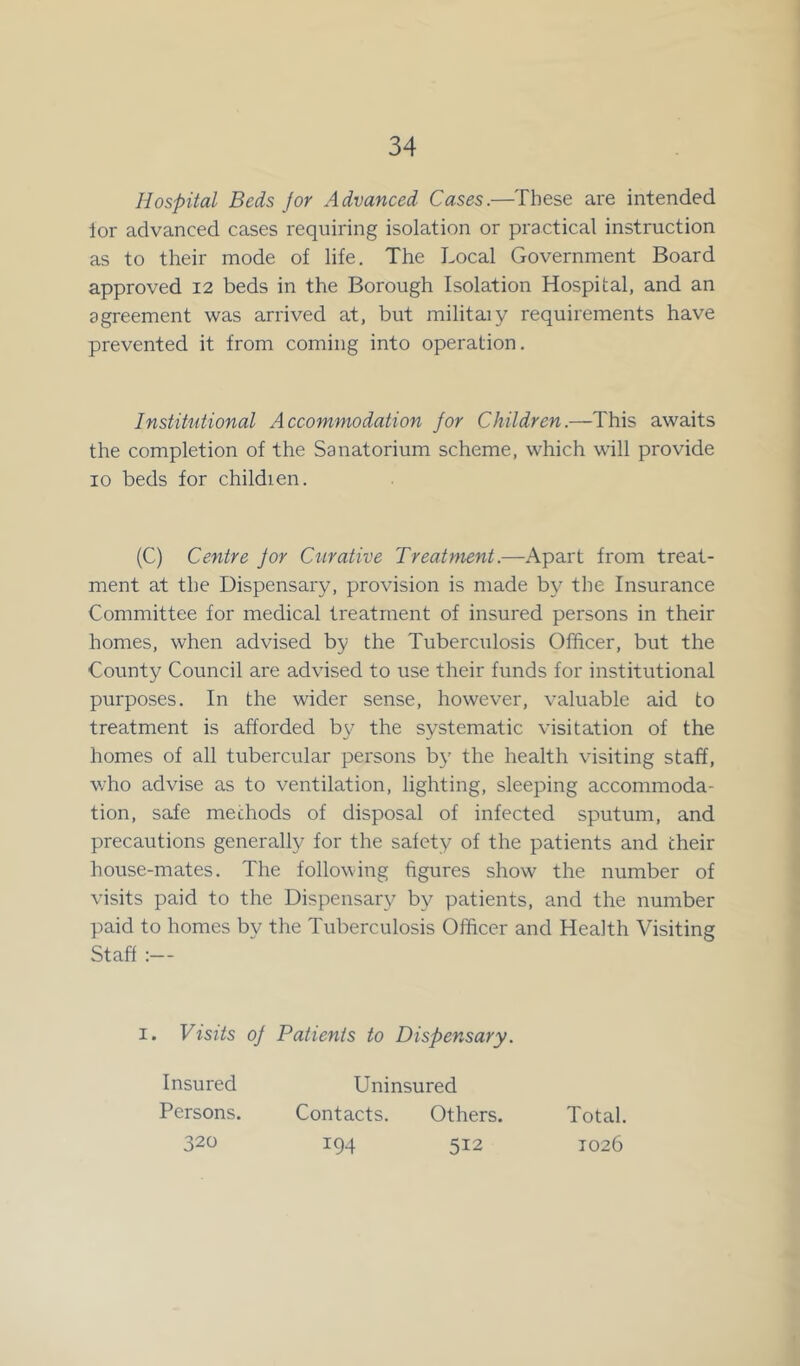 34
Hospital Beds for Advanced Cases.—These are intended
for advanced cases requiring isolation or practical instruction
as to their mode of life. The Local Government Board
approved 12 beds in the Borough Isolation Hospital, and an
agreement was arrived at, but military requirements have
prevented it from coming into operation.
Institutional Accommodation for Children.—This awaits
the completion of the Sanatorium scheme, which will provide
10 beds for children.
(C) Centre for Curative Treatment.—Apart from treat-
ment at the Dispensary, provision is made by the Insurance
Committee for medical treatment of insured persons in their
homes, when advised by the Tuberculosis Officer, but the
County Council are advised to use their funds for institutional
purposes. In the wider sense, however, valuable aid to
treatment is afforded by the systematic visitation of the
homes of all tubercular persons by the health visiting staff,
who advise as to ventilation, lighting, sleeping accommoda-
tion, safe methods of disposal of infected sputum, and
precautions generally for the safety of the patients and their
house-mates. The following figures show the number of
visits paid to the Dispensary by patients, and the number
paid to homes by the Tuberculosis Officer and Health Visiting
Staff :—
1. Visits of Patients to Dispensary.
Insured Uninsured
Persons. Contacts. Others. Total.
320 194 512 1026